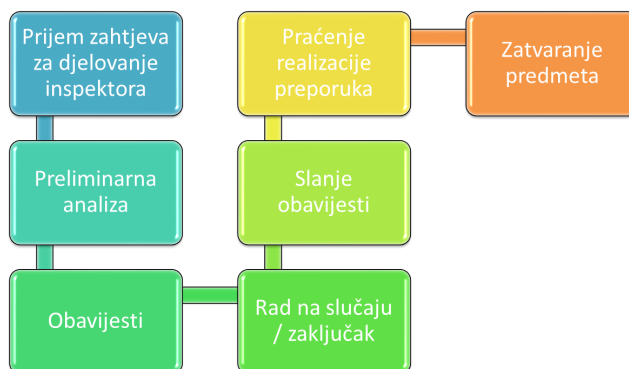 Prijem zahtjeva
za djelovanje
inspektora
Preliminarna
analiza
Obavijesti
Rad na slučaju
/ zaključak
Slanje
obavijesti
Praćenje
realizacije
preporuka
Zatvaranje
predmeta